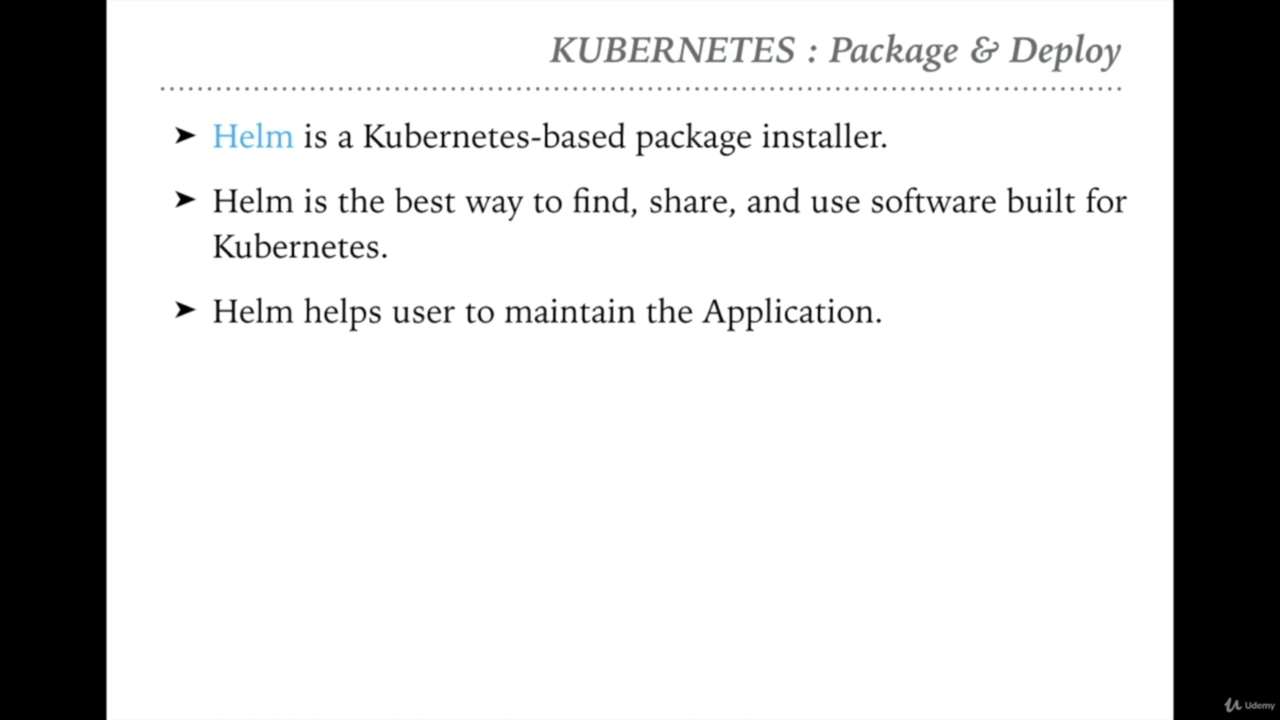 KUBERNETES : Package & Deploy
➤ Helm is a Kubernetes-based package installer.
➤ Helm is the best way to find, share, and use software built for
Kubernetes.
➤ Helm helps user to maintain the Application.
Udemy